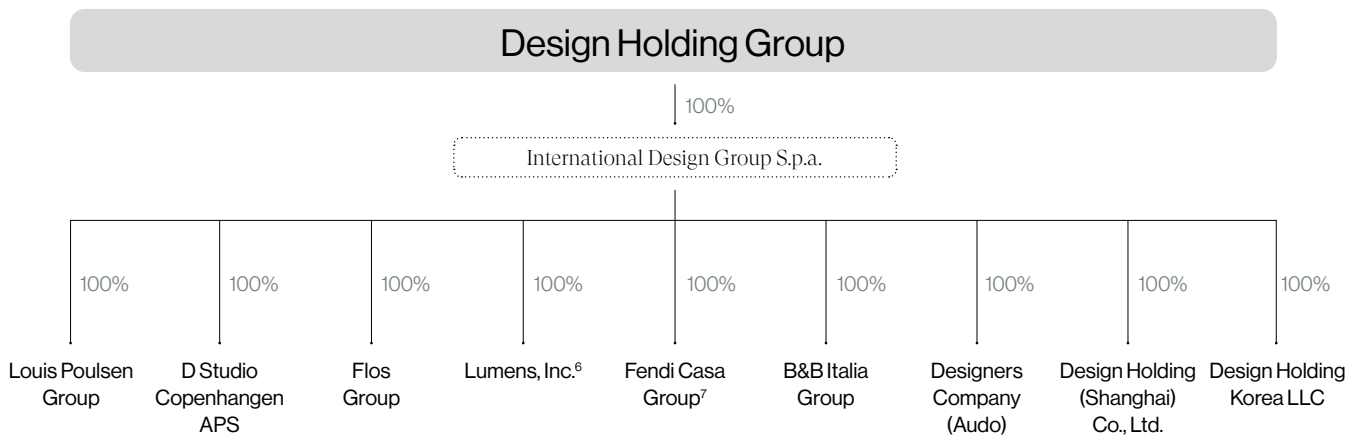 Design Holding Group
100%
International Design Group S.p.a.
100% 100% 100% 100% 100% 100% 100% 100% 100%
Louis Poulsen
Group
D Studio
Copenhangen
APS
Flos
Group
Lumens, Inc.⁶
Fendi Casa
Group⁷
B&B Italia
Group
Designers
Company
(Audo)
Design Holding
(Shanghai)
Co., Ltd.
Design Holding
Korea LLC